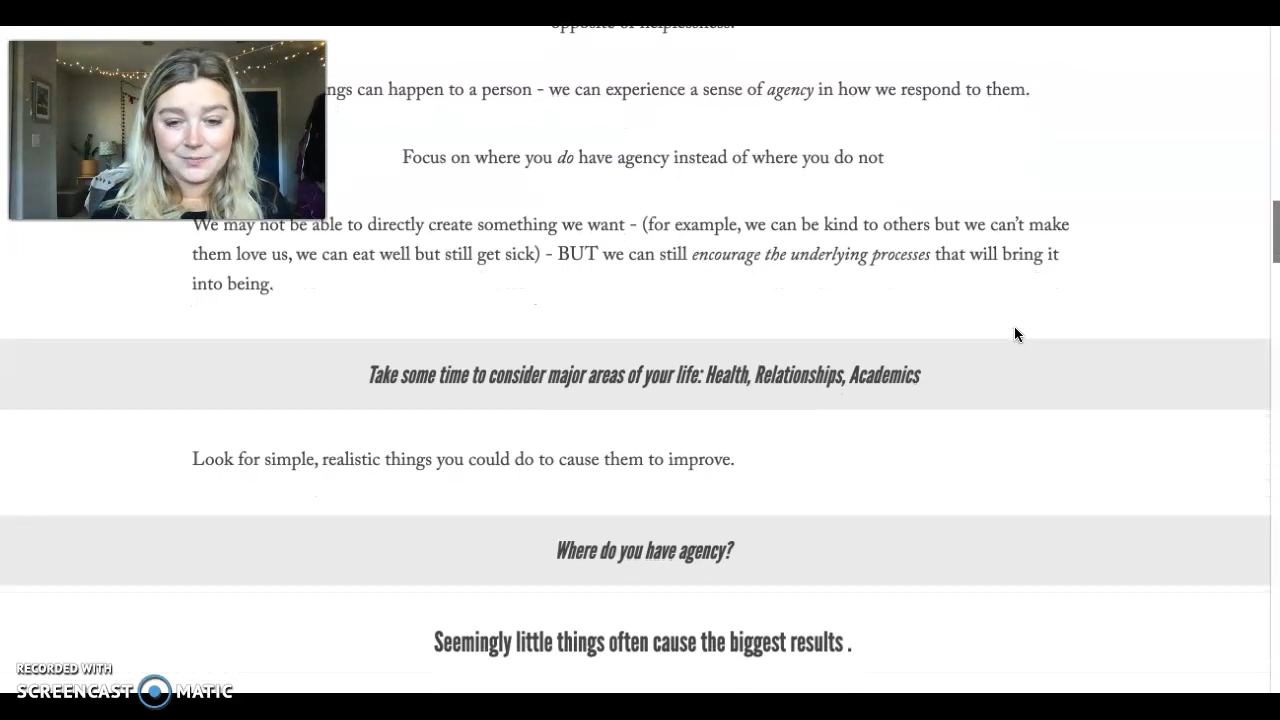 opposite of helplessness.
ngs can happen to a person - we can experience a sense of agency in how we respond to them.
Focus on where you do have agency instead of where you do not
We may not be able to directly create something we want - (for example, we can be kind to others but we can't make
them love us, we can eat well but still get sick) - BUT we can still encourage the underlying processes that will bring it
into being.
Take some time to consider major areas of your life: Health, Relationships, Academics
Look for simple, realistic things you could do to cause them to improve.
Where do you have agency?
Seemingly little things often cause the biggest results .
RECORDED WITH
SCREENCAST MATIC